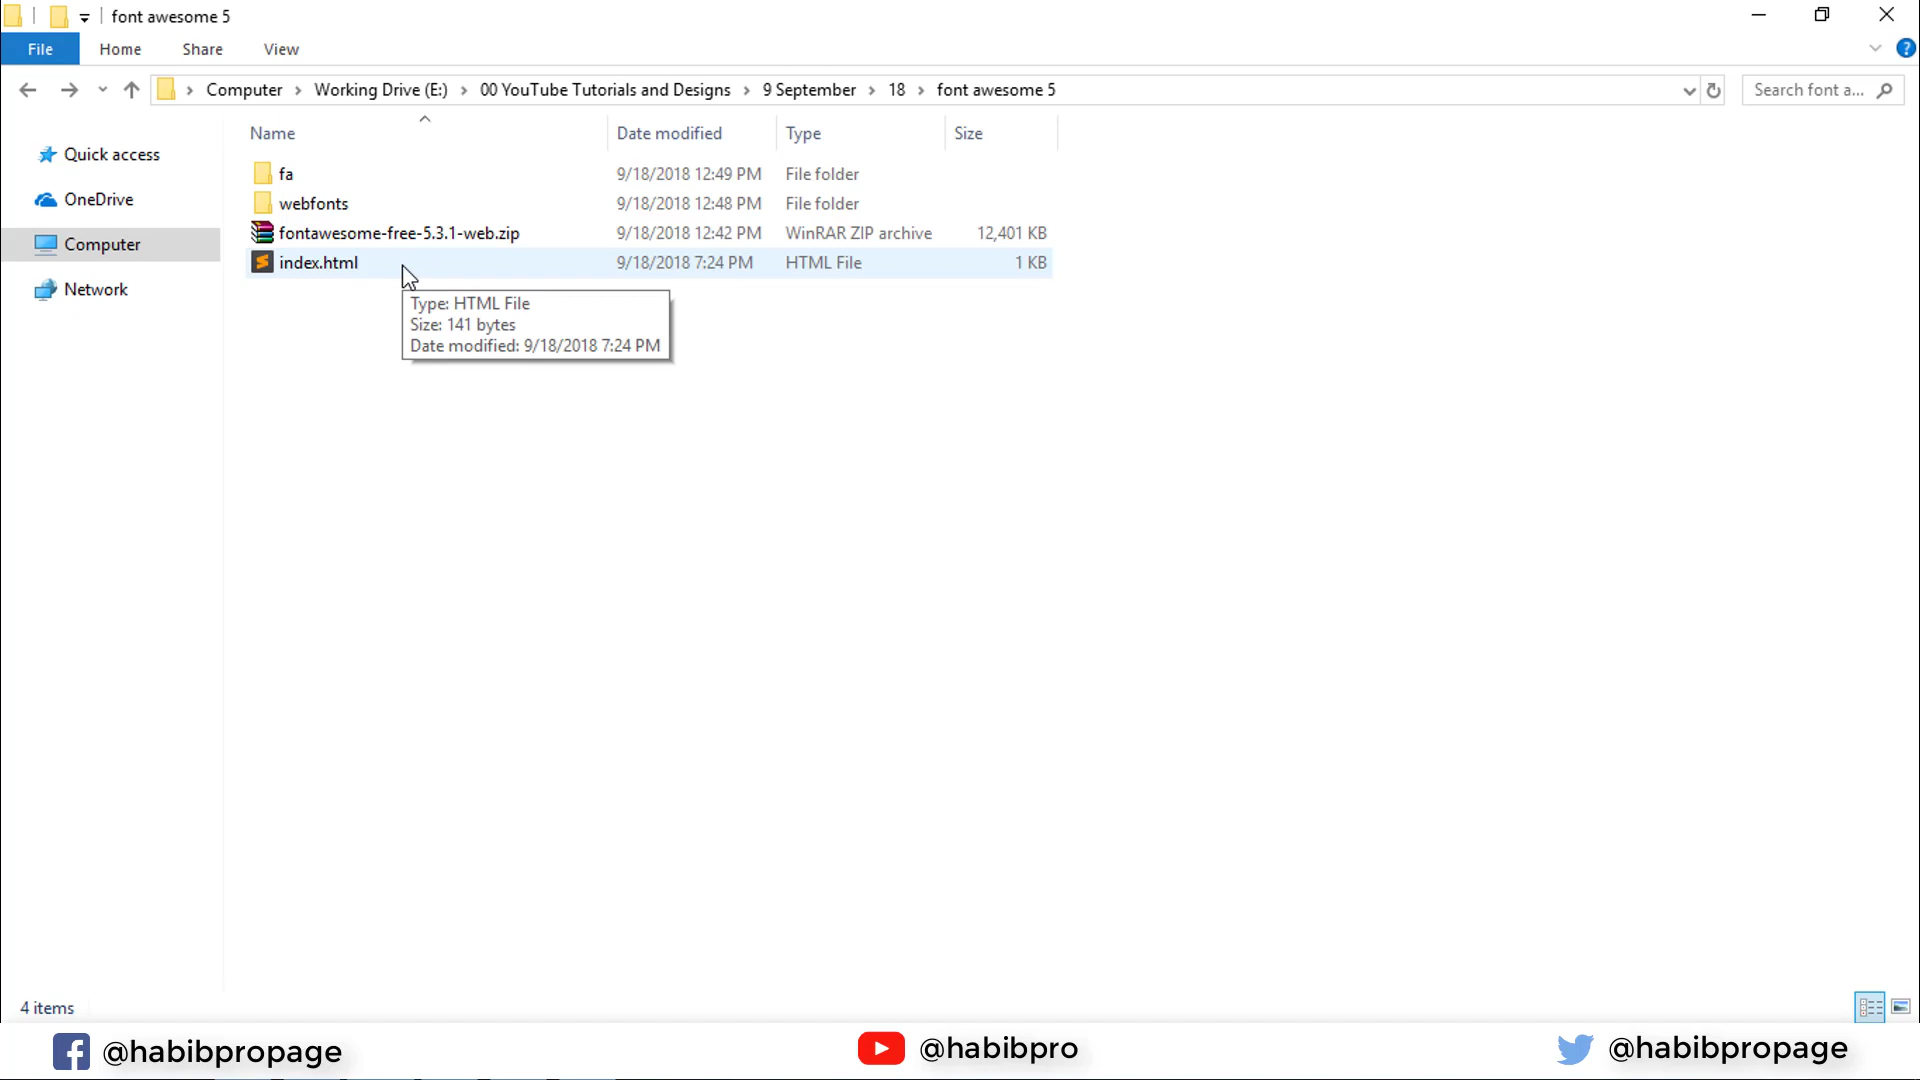 font awesome 5
File Home Share View
Computer Working Drive (E:) 00 YouTube Tutorials and Designs 9 September 18 font awesome 5 Search font a...
Name Date modified Type Size
Quick access
OneDrive
Computer
Network
fa 9/18/2018 12:49 PM File folder
webfonts 9/18/2018 12:48 PM File folder
fontawesome-free-5.3.1-web.zip 9/18/2018 12:42 PM WinRAR ZIP archive 12,401 KB
index.html 9/18/2018 7:24 PM HTML File 1 KB
Type: HTML File
Size: 141 bytes
Date modified: 9/18/2018 7:24 PM
4 items
@habibpropage @habibpro @habibpropage